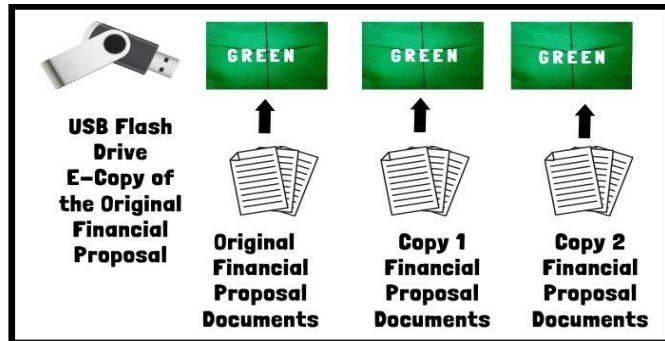 GREEN
GREEN
GREEN
USB Flash
Drive
E-Copy of
the Original
Financial
Proposal
Original
Financial
Proposal
Documents
Copy 1
Financial
Proposal
Documents
Copy 2
Financial
Proposal
Documents